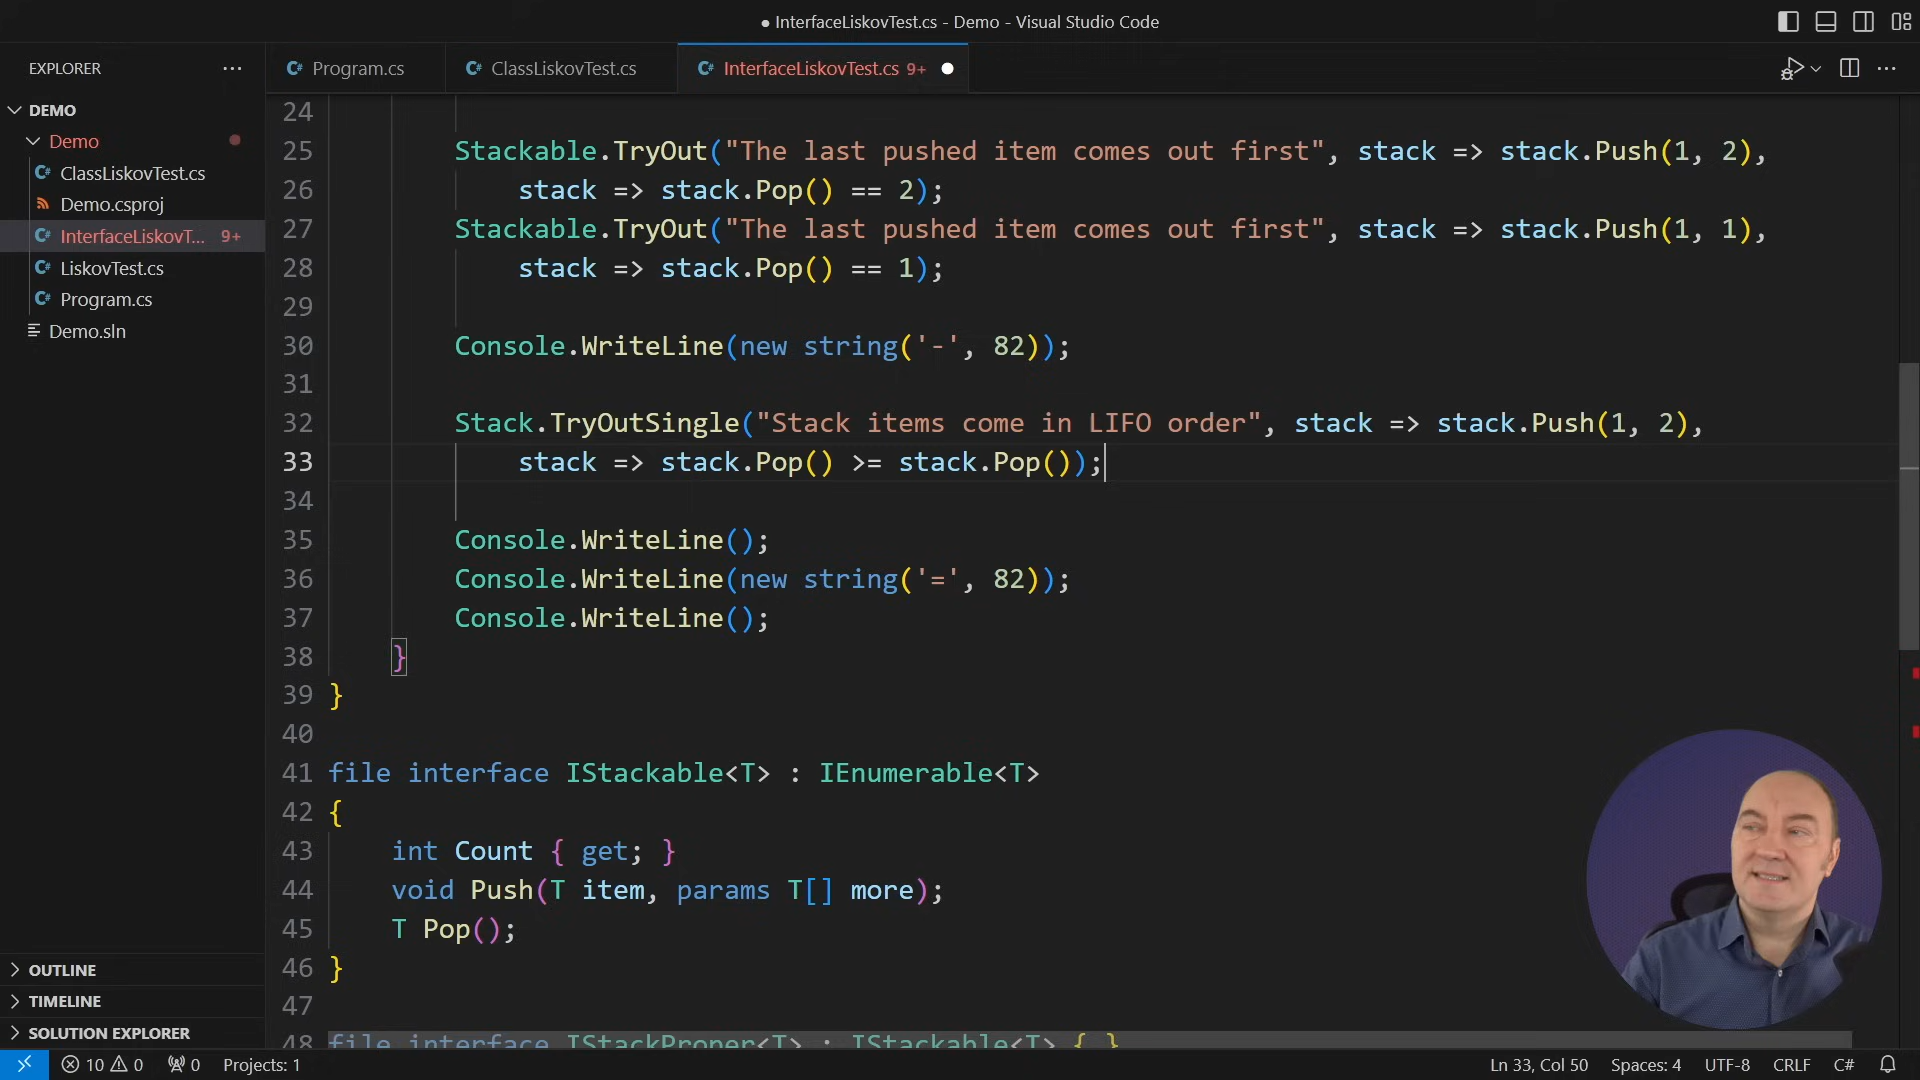 ● InterfaceLiskovTest.cs - Demo - Visual Studio Code
EXPLORER
DEMO
Demo
C# ClassLiskovTest.cs
Demo.csproj
C# InterfaceLiskovT... 9+
C# LiskovTest.cs
C# Program.cs
Demo.sln
OUTLINE
TIMELINE
SOLUTION EXPLORER
C# Program.cs
C# ClassLiskovTest.cs
C# InterfaceLiskovTest.cs 9+ ●
24
25 Stackable.TryOut("The last pushed item comes out first", stack => stack.Push(1, 2),
26 stack => stack.Pop() == 2);
27 Stackable.TryOut("The last pushed item comes out first", stack => stack.Push(1, 1),
28 stack => stack.Pop() == 1);
29
30 Console.WriteLine(new string('-', 82));
31
32 Stack.TryOutSingle("Stack items come in LIFO order", stack => stack.Push(1, 2),
33 stack => stack.Pop() >= stack.Pop());
34
35 Console.WriteLine();
36 Console.WriteLine(new string('=', 82));
37 Console.WriteLine();
38 }
39 }
40
41 file interface IStackable<T> : IEnumerable<T>
42 {
43 int Count { get; }
44 void Push(T item, params T[] more);
45 T Pop();
46 }
47
48 file interface IStackProper<T> : IStackable<T> { }
10 0 0 Projects: 1
Ln 33, Col 50 Spaces: 4 UTF-8 CRLF C#